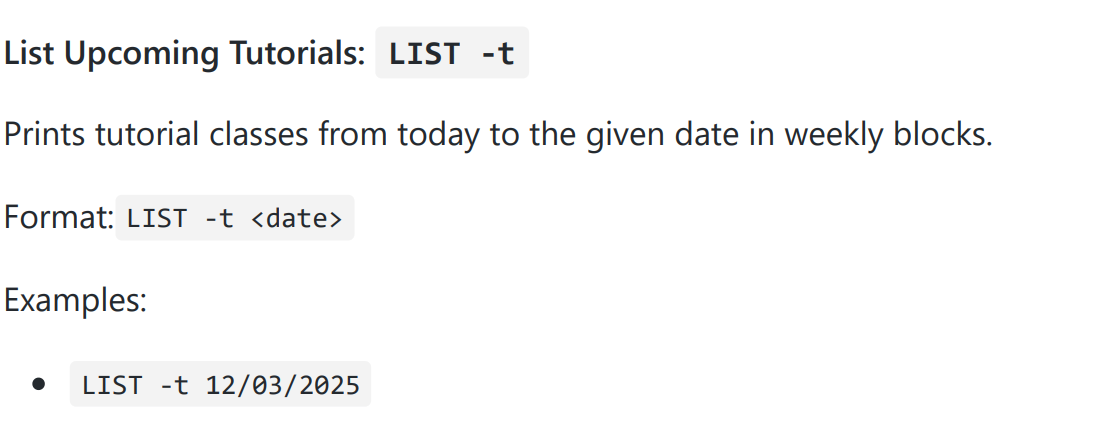 List Upcoming Tutorials: LIST -t
Prints tutorial classes from today to the given date in weekly blocks.
Format: LIST -t <date>
Examples:
• LIST -t 12/03/2025